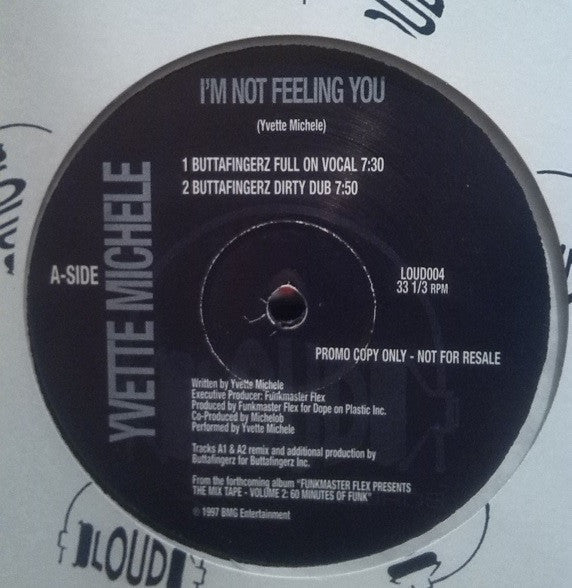 I'M NOT FEELING YOU
(Yvette Michele)
1 BUTTAFINGERZ FULL ON VOCAL 7:30
2 BUTTAFINGERZ DIRTY DUB 7:50
YVETTE MICHELE
A-SIDE
LOUD004
33 1/3 RPM
PROMO COPY ONLY - NOT FOR RESALE
Written by Yvette Michele
Executive Producer: Funkmaster Flex
Produced by Funkmaster Flex for Dope on Plastic Inc.
Co-Produced by Michelob
Performed by Yvette Michele
Tracks A1 & A2 remix and additional production by
Buttafingerz for Buttafingerz Inc.
From the forthcoming album "FUNKMASTER FLEX PRESENTS
THE MIX TAPE - VOLUME 2: 60 MINUTES OF FUNK"
© 1997 BMG Entertainment
LOUD